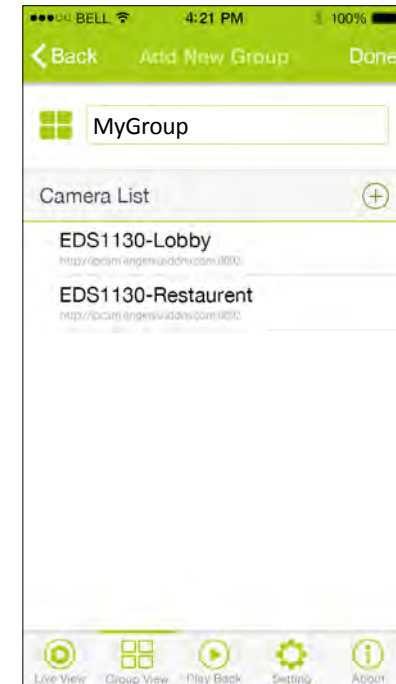 BELL 4:21 PM 100%
Back Add New Group Done
MyGroup
Camera List
EDS1130-Lobby
EDS1130-Restaurent
Live View Group View Play Back Setting About